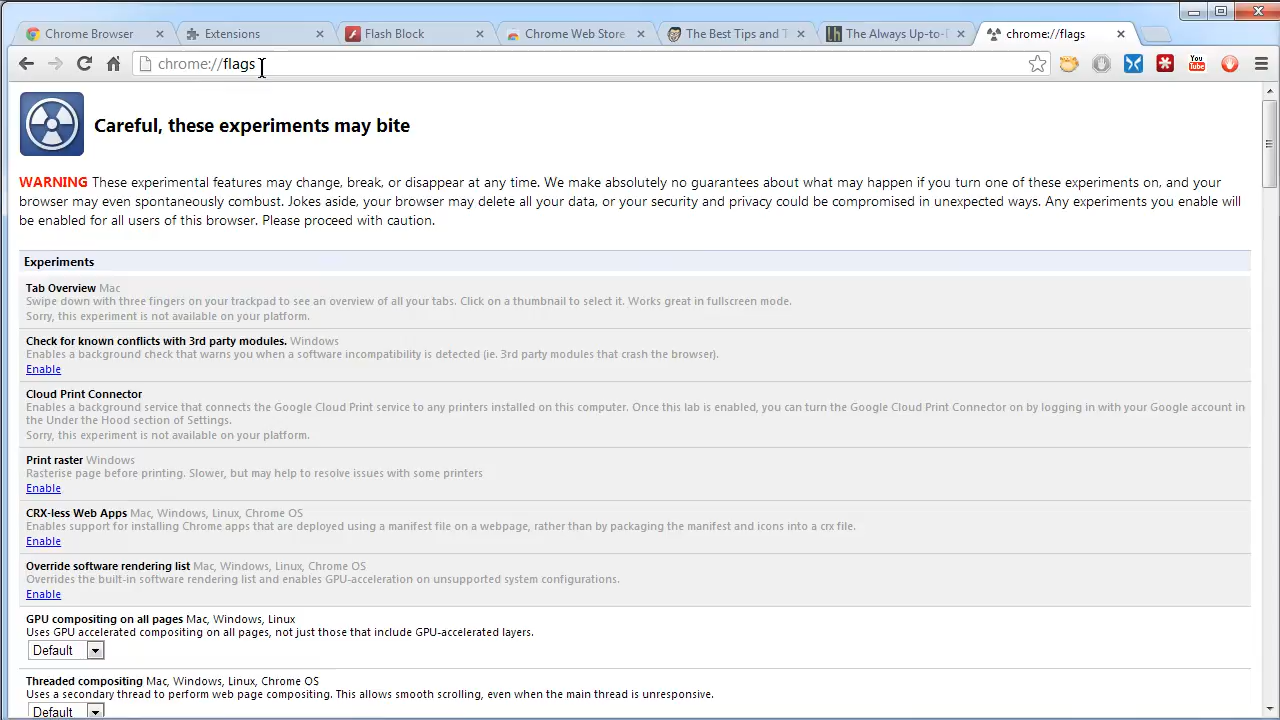 Chrome Browser
Extensions
Flash Block
Chrome Web Store
The Best Tips and T
The Always Up-to-
chrome://flags
chrome://flags
You
Tube
Careful, these experiments may bite
WARNING These experimental features may change, break, or disappear at any time. We make absolutely no guarantees about what may happen if you turn one of these experiments on, and your
browser may even spontaneously combust. Jokes aside, your browser may delete all your data, or your security and privacy could be compromised in unexpected ways. Any experiments you enable will
be enabled for all users of this browser. Please proceed with caution.
Experiments
Tab Overview Mac
Swipe down with three fingers on your trackpad to see an overview of all your tabs. Click on a thumbnail to select it. Works great in fullscreen mode.
Sorry, this experiment is not available on your platform.
Check for known conflicts with 3rd party modules. Windows
Enables a background check that warns you when a software incompatibility is detected (ie. 3rd party modules that crash the browser).
Enable
Cloud Print Connector
Enables a background service that connects the Google Cloud Print service to any printers installed on this computer. Once this lab is enabled, you can turn the Google Cloud Print Connector on by logging in with your Google account in
the Under the Hood section of Settings.
Sorry, this experiment is not available on your platform.
Print raster Windows
Rasterise page before printing. Slower, but may help to resolve issues with some printers
Enable
CRX-less Web Apps Mac, Windows, Linux, Chrome OS
Enables support for installing Chrome apps that are deployed using a manifest file on a webpage, rather than by packaging the manifest and icons into a crx file.
Enable
Override software rendering list Mac, Windows, Linux, Chrome OS
Overrides the built-in software rendering list and enables GPU-acceleration on unsupported system configurations.
Enable
GPU compositing on all pages Mac, Windows, Linux
Uses GPU accelerated compositing on all pages, not just those that include GPU-accelerated layers.
Default
Threaded compositing Mac, Windows, Linux, Chrome OS
Uses a secondary thread to perform web page compositing. This allows smooth scrolling, even when the main thread is unresponsive.
Default